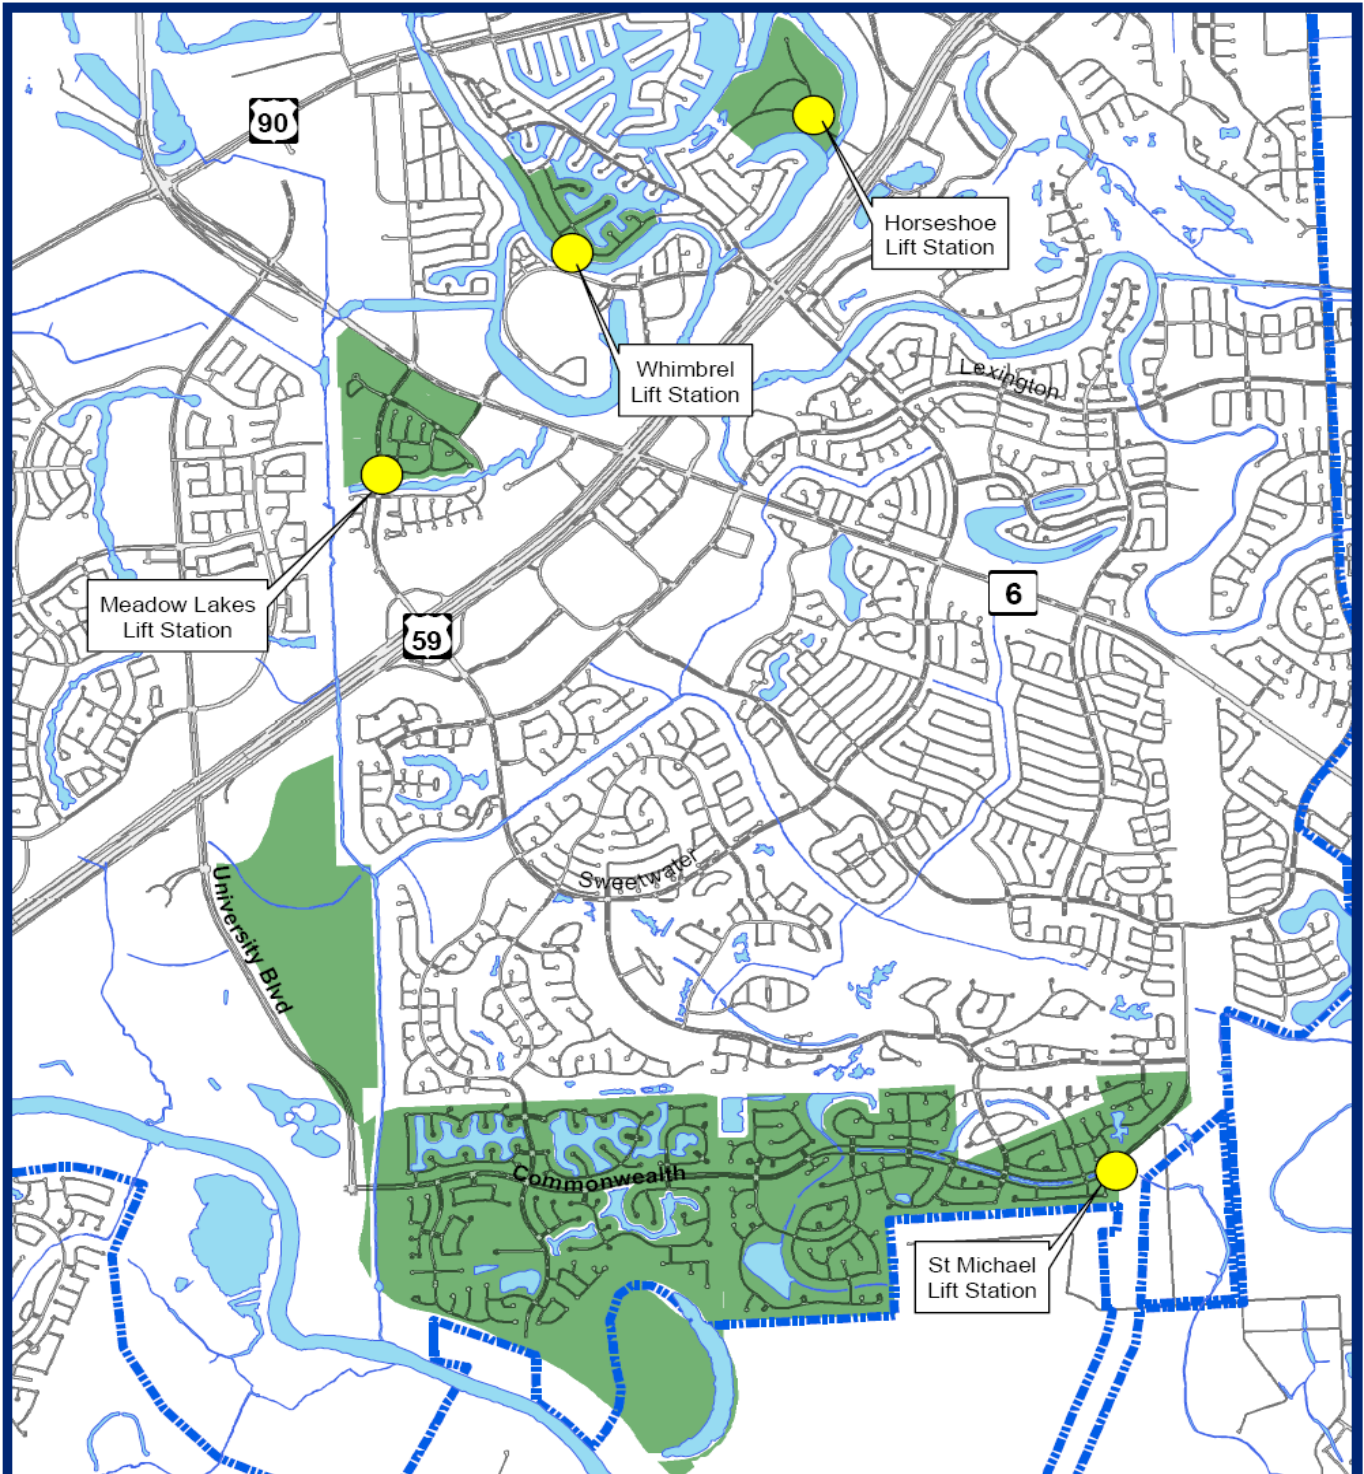 90
Horseshoe
Lift Station
Whimbrel
Lift Station
Lexington
Meadow Lakes
Lift Station
6
59
Sweetwater
University Blvd
Commonwealth
St Michael
Lift Station